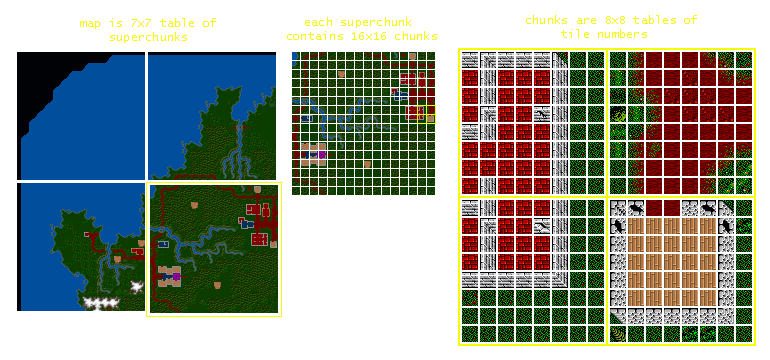 map is 7x7 table of
superchunks
each superchunk
contains 16x16 chunks
chunks are 8x8 tables of
tile numbers